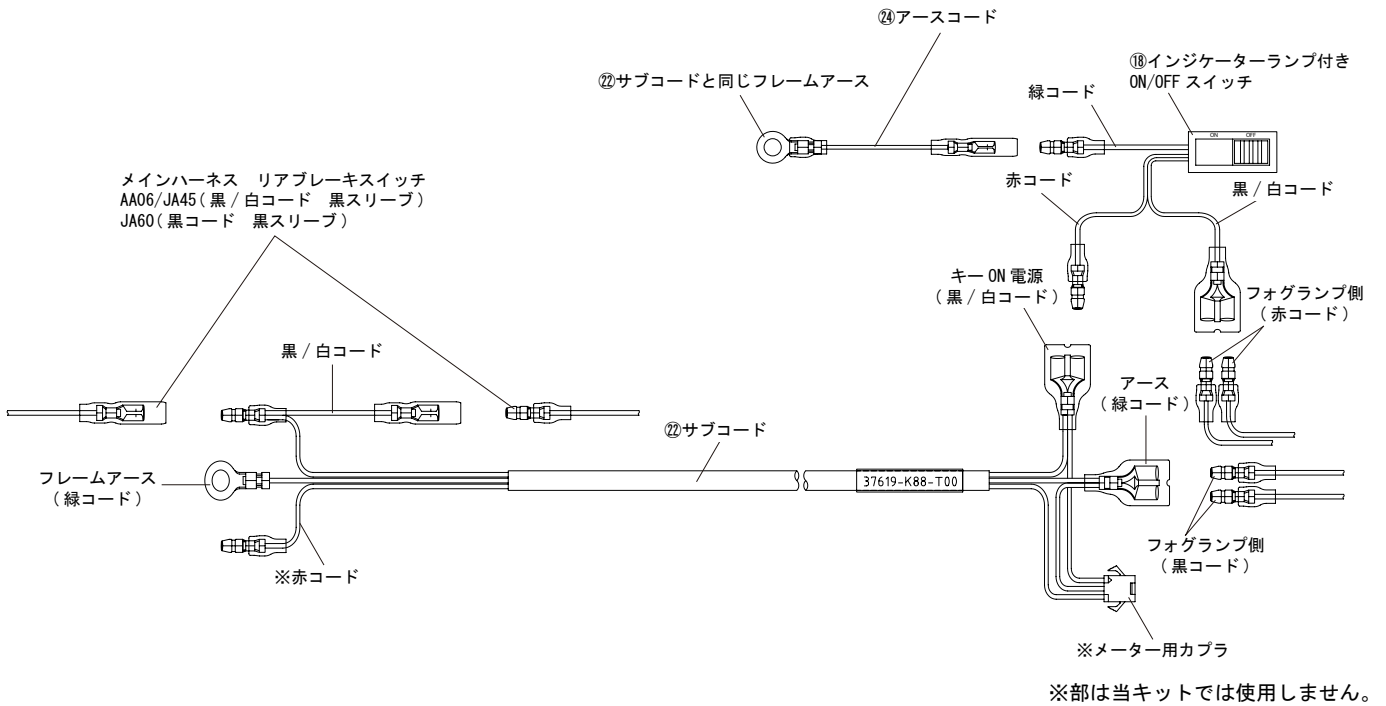 ㉔アースコード
⑱インジケーターランプ付き
ON/OFF スイッチ
㉒サブコードと同じフレームアース
緑コード
ON
OFF
メインハーネス　リアブレーキスイッチ
AA06/JA45(黒/白コード　黒スリーブ)
JA60(黒コード　黒スリーブ)
赤コード
黒/白コード
キーON電源
(黒/白コード)
フォグランプ側
(赤コード)
黒/白コード
アース
(緑コード)
㉒サブコード
フレームアース
(緑コード)
37619-K88-T00
フォグランプ側
(黒コード)
※赤コード
※メーター用カプラ
※部は当キットでは使用しません。